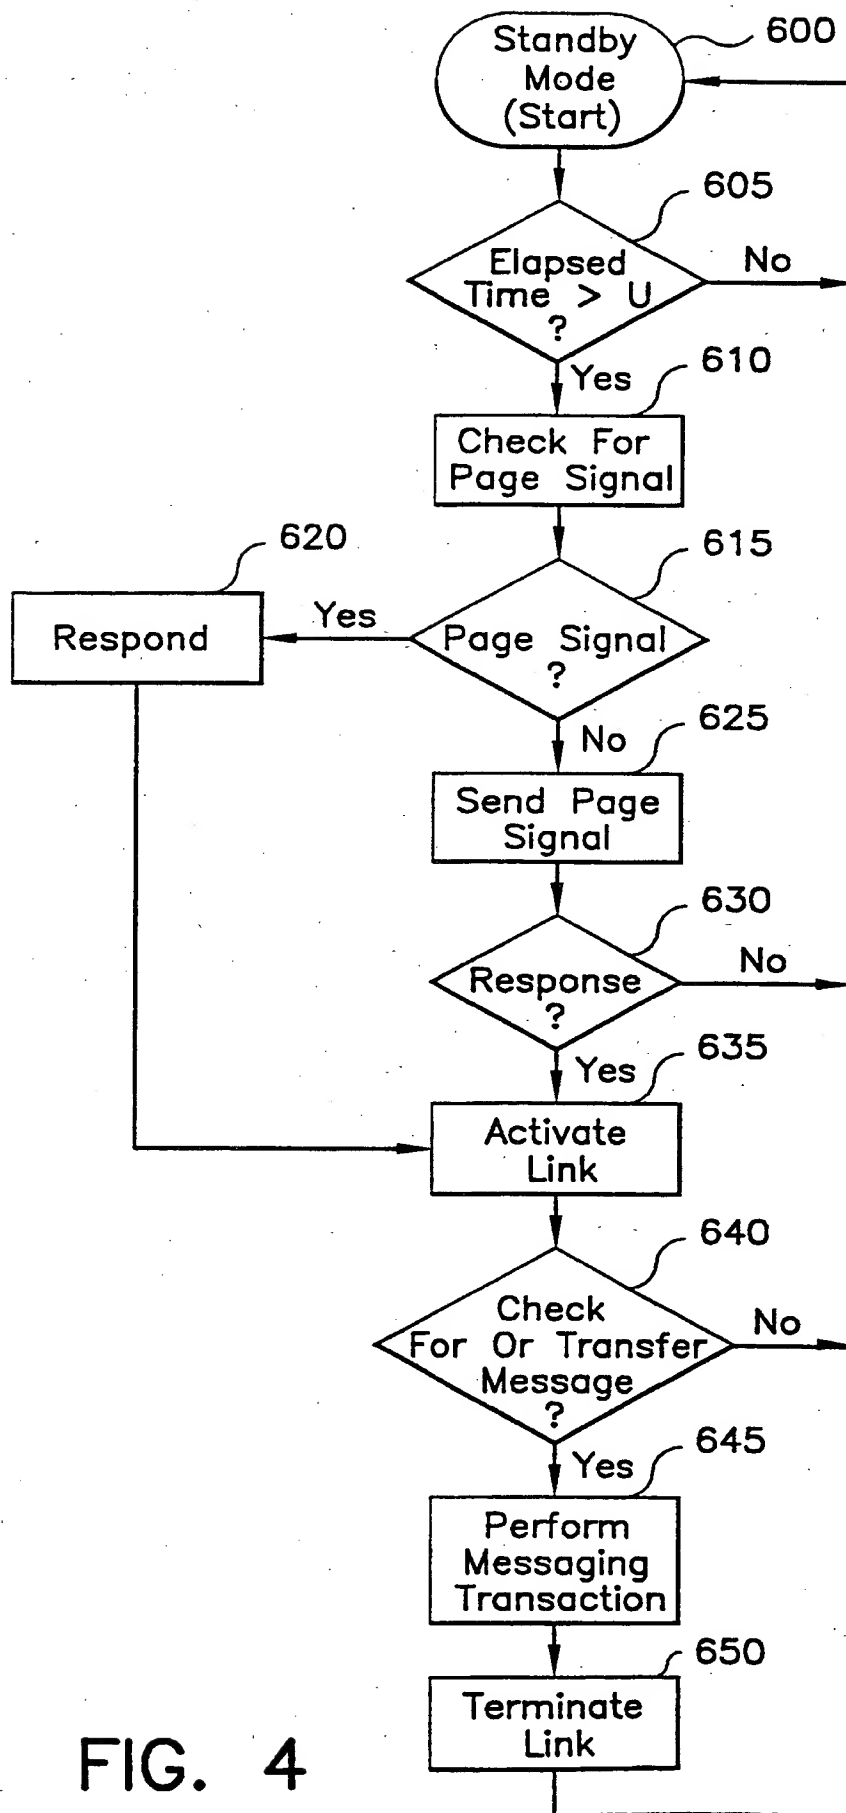 Standby
Mode
(Start)
600
605
Elapsed
Time > U
?
No
Yes
610
Check For
Page Signal
620
Respond
Yes
615
Page Signal
?
No
625
Send Page
Signal
630
Response
?
No
Yes
635
Activate
Link
640
Check
For Or Transfer
Message
?
No
Yes
645
Perform
Messaging
Transaction
650
Terminate
Link
FIG. 4